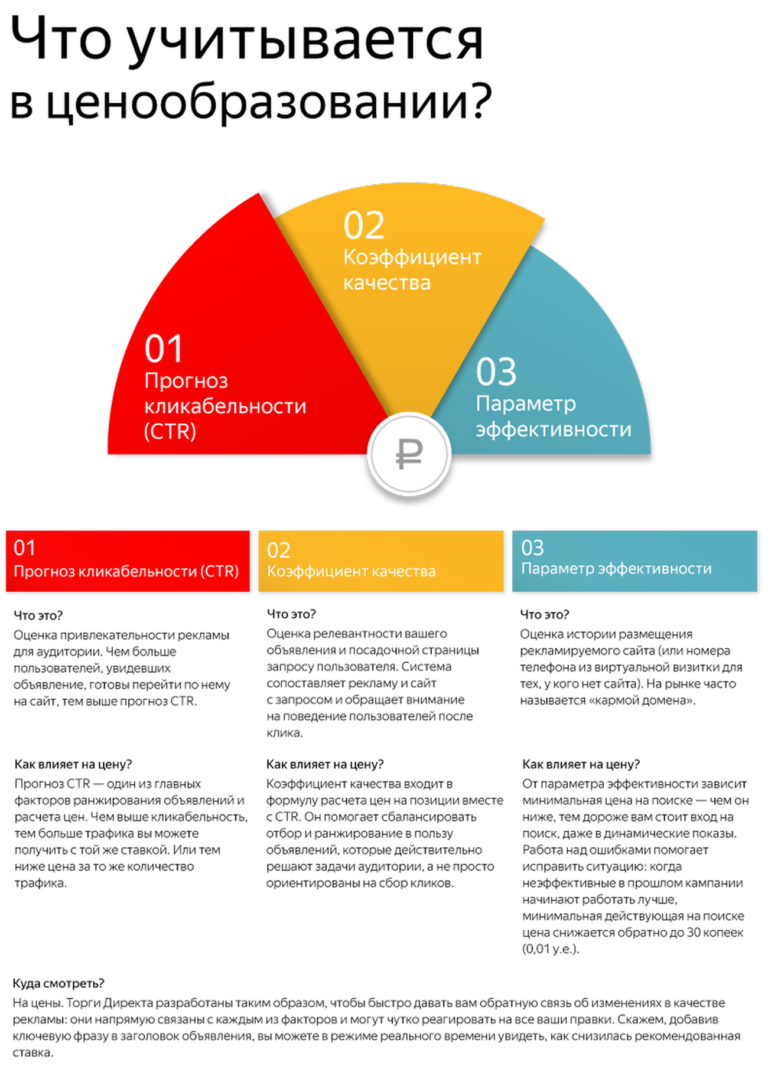 Что учитывается
в ценообразовании?
01
Прогноз
кликабельности
(CTR)
02
Коэффициент
качества
03
Параметр
эффективности
₽
01
Прогноз кликабельности (CTR)
Что это?
Оценка привлекательности рекламы
для аудитории. Чем больше
пользователей, увидевших
объявление, готовы перейти по нему
на сайт, тем выше прогноз CTR.
Как влияет на цену?
Прогноз CTR — один из главных
факторов ранжирования объявлений и
расчета цен. Чем выше кликабельность,
тем больше трафика вы можете
получить с той же ставкой. Или тем
ниже цена за то же количество
трафика.
02
Коэффициент качества
Что это?
Оценка релевантности вашего
объявления и посадочной страницы
запросу пользователя. Система
сопоставляет рекламу и сайт
с запросом и обращает внимание
на поведение пользователей после
клика.
Как влияет на цену?
Коэффициент качества входит в
формулу расчета цен на позиции вместе
с CTR. Он помогает сбалансировать
отбор и ранжирование в пользу
объявлений, которые действительно
решают задачи аудитории, а не просто
ориентированы на сбор кликов.
03
Параметр эффективности
Что это?
Оценка истории размещения
рекламируемого сайта (или номера
телефона из виртуальной визитки для
тех, у кого нет сайта). На рынке часто
называется «кармой домена».
Как влияет на цену?
От параметра эффективности зависит
минимальная цена на поиске — чем он
ниже, тем дороже вам стоит вход на
поиск, даже в динамические показы.
Работа над ошибками помогает
исправить ситуацию: когда
неэффективные в прошлом кампании
начинают работать лучше,
минимальная действующая на поиске
цена снижается обратно до 30 копеек
(0,01 у.е.).
Куда смотреть?
На цены. Торги Директа разработаны таким образом, чтобы быстро давать вам обратную связь об изменениях в качестве
рекламы: они напрямую связаны с каждым из факторов и могут чутко реагировать на все ваши правки. Скажем, добавив
ключевую фразу в заголовок объявления, вы можете в режиме реального времени увидеть, как снизилась рекомендованная
ставка.